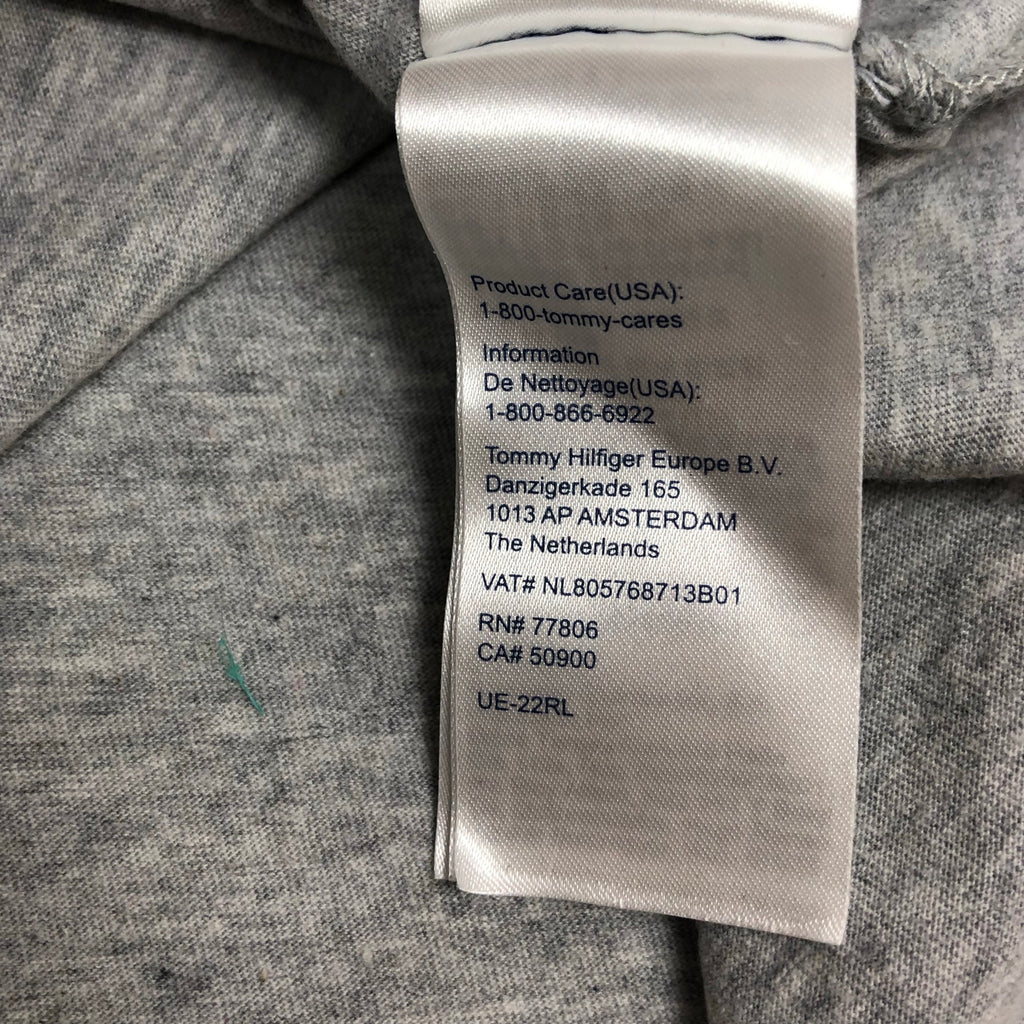 Product Care(USA):
1-800-tommy-cares
Information
De Nettoyage(USA):
1-800-866-6922
Tommy Hilfiger Europe B.V.
Danzigerkade 165
1013 AP AMSTERDAM
The Netherlands
VAT# NL805768713B01
RN# 77806
CA# 50900
UE-22RL